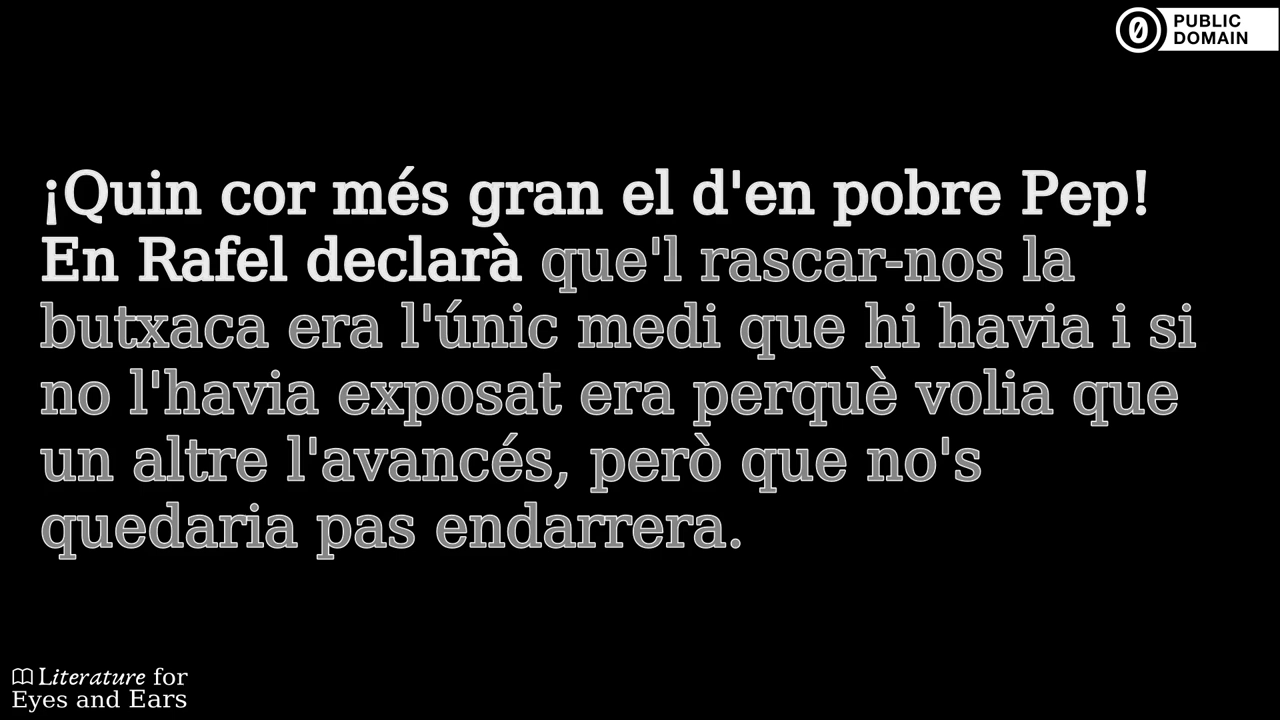 PUBLIC
DOMAIN
¡Quin cor més gran el d'en pobre Pep!
En Rafel declarà que'l rascar-nos la
butxaca era l'únic medi que hi havia i si
no l'havia exposat era perquè volia que
un altre l'avancés, però que no's
quedaria pas endarrera.
Literature for
Eyes and Ears